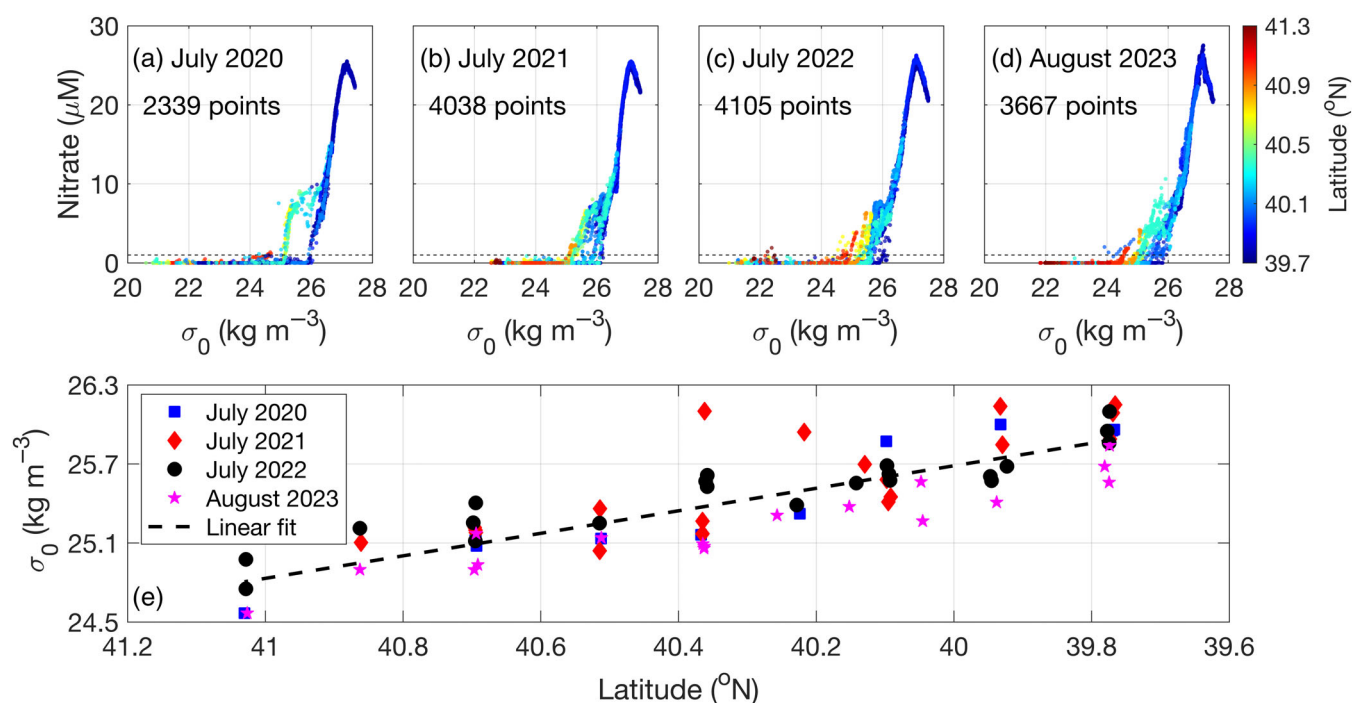 (a) July 2020
2339 points
(b) July 2021
4038 points
(c) July 2022
4105 points
(d) August 2023
3667 points
Nitrate (μM)
30
20
10
0
20 22 24 26 28
20 22 24 26 28
20 22 24 26 28
20 22 24 26 28
σ₀ (kg m⁻³)
σ₀ (kg m⁻³)
σ₀ (kg m⁻³)
σ₀ (kg m⁻³)
41.3
40.9
40.5
40.1
39.7
Latitude (°N)
σ₀ (kg m⁻³)
26.3
25.7
25.1
24.5
July 2020
July 2021
July 2022
August 2023
Linear fit
(e)
41.2 41 40.8 40.6 40.4 40.2 40 39.8 39.6
Latitude (°N)